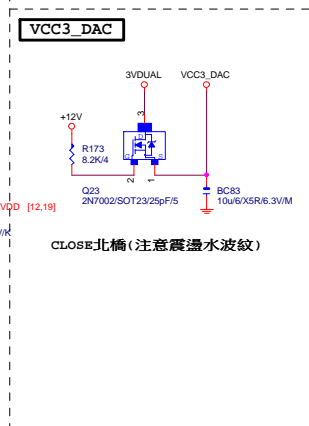 VCC3_DAC
3VDUAL
VCC3_DAC
+12V
3
R173
8.2K/4
D
G
S
2
1
Q23
2N7002/SOT23/25pF/5
BC83
10u/6/X5R/6.3V/M
VDD [12,19]
/K
CLOSE北橋(注意震盪水波紋)